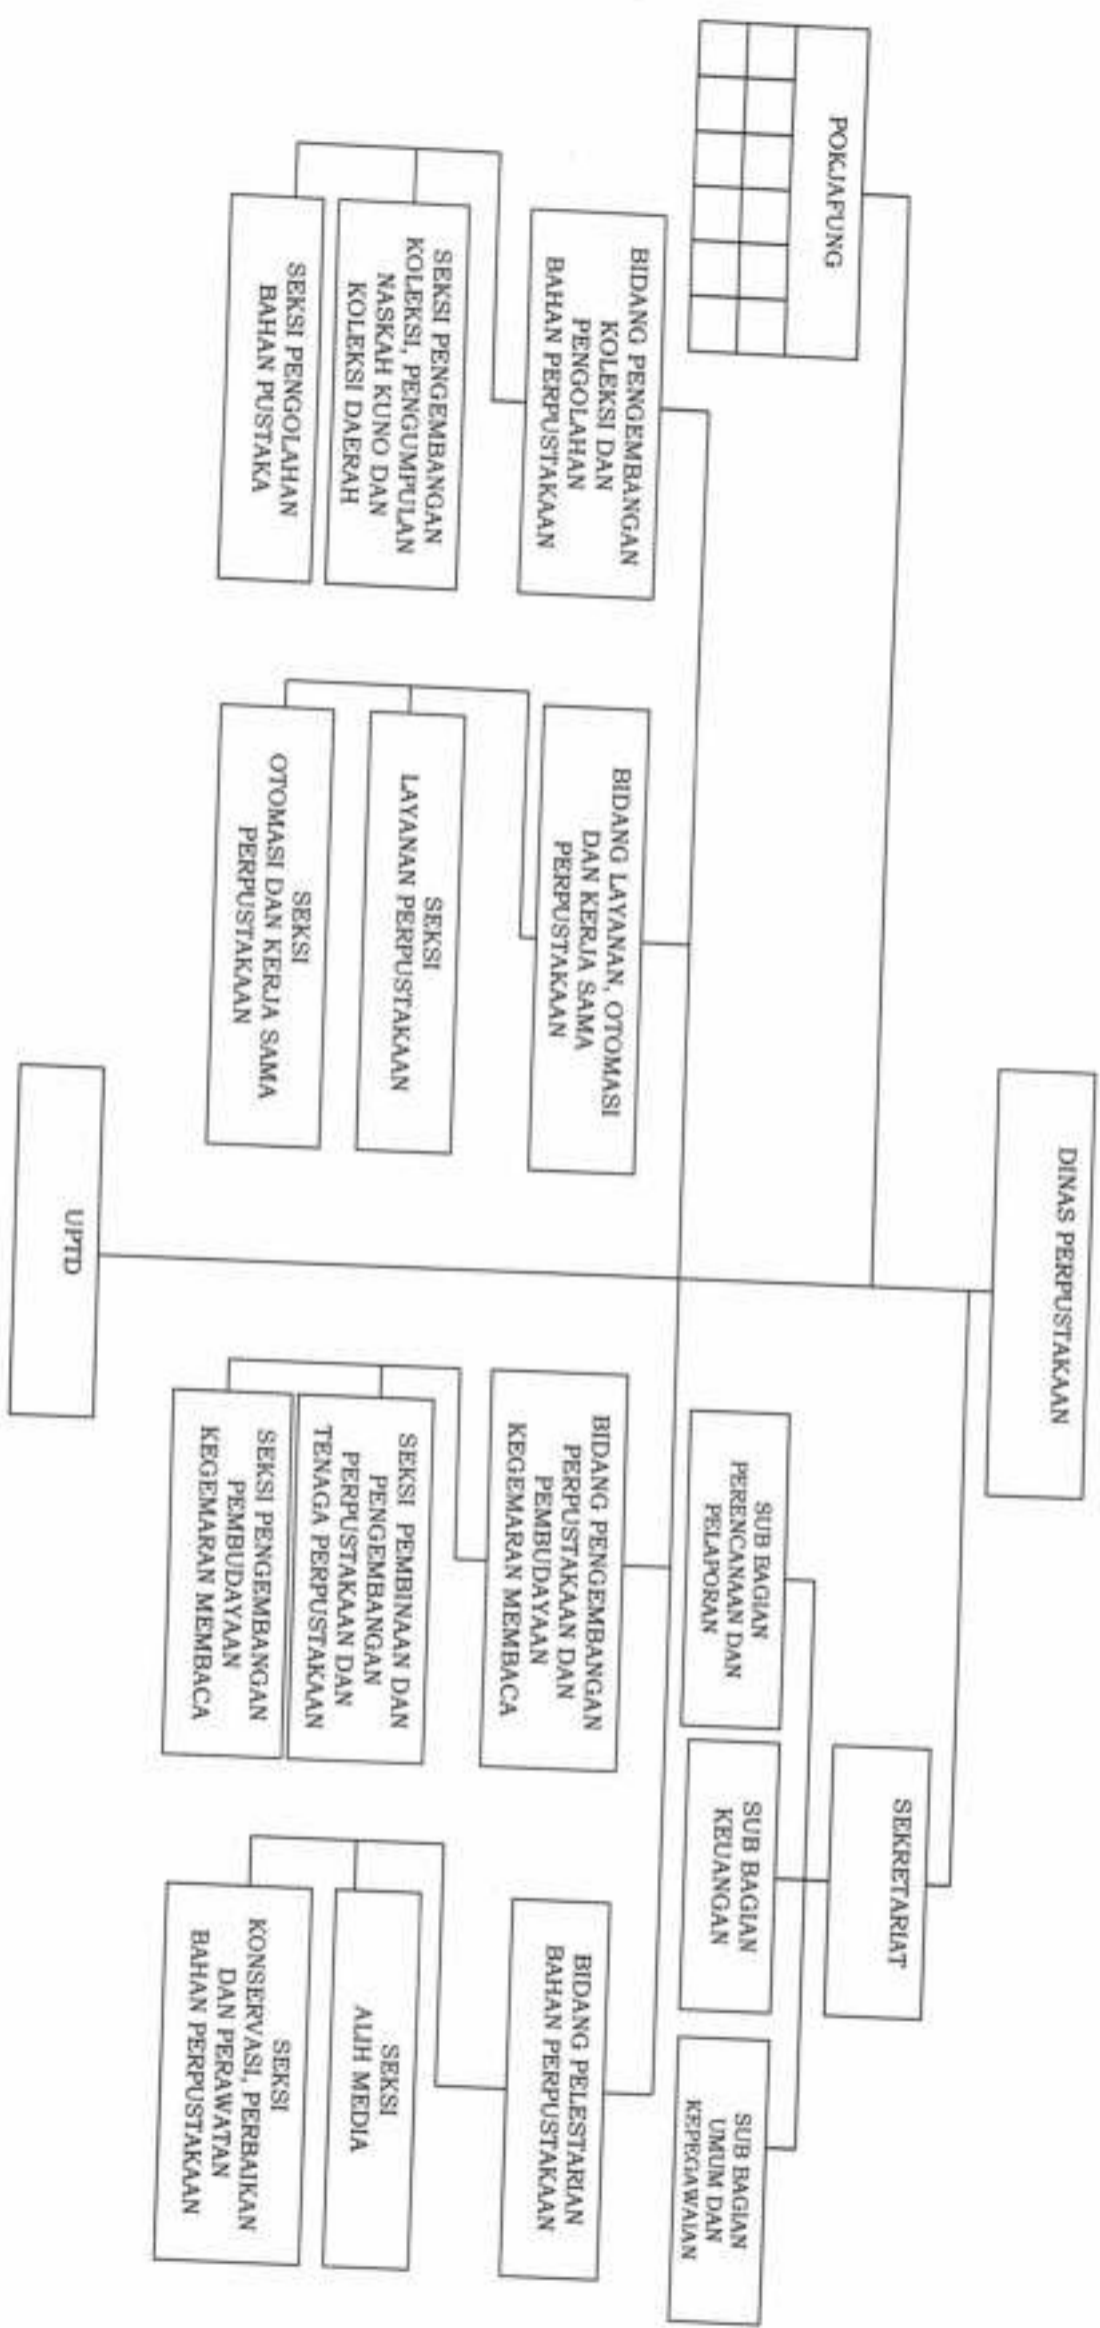 DINAS PERPUSTAKAAN
POKJAFUNG
SEKRETARIAT
SUB BAGIAN
PERENCANAAN DAN
PELAPORAN
SUB BAGIAN
KEUANGAN
SUB BAGIAN
UMUM DAN
KEPEGAWAIAN
BIDANG PENGEMBANGAN
KOLEKSI DAN
PENGOLAHAN
BAHAN PERPUSTAKAAN
SEKSI PENGEMBANGAN
KOLEKSI, PENGUMPULAN
NASKAH KUNO DAN
KOLEKSI DAERAH
SEKSI PENGOLAHAN
BAHAN PUSTAKA
BIDANG LAYANAN, OTOMASI
DAN KERJA SAMA
PERPUSTAKAAN
SEKSI
LAYANAN PERPUSTAKAAN
SEKSI
OTOMASI DAN KERJA SAMA
PERPUSTAKAAN
BIDANG PENGEMBANGAN
PERPUSTAKAAN DAN
PEMBUDAYAAN
KEGEMARAN MEMBACA
SEKSI PEMBINAAN DAN
PENGEMBANGAN
PERPUSTAKAAN DAN
TENAGA PERPUSTAKAAN
SEKSI PENGEMBANGAN
PEMBUDAYAAN
KEGEMARAN MEMBACA
BIDANG PELESTARIAN
BAHAN PERPUSTAKAAN
SEKSI
ALIH MEDIA
SEKSI
KONSERVASI, PERBAIKAN
DAN PERAWATAN
BAHAN PERPUSTAKAAN
UPTD